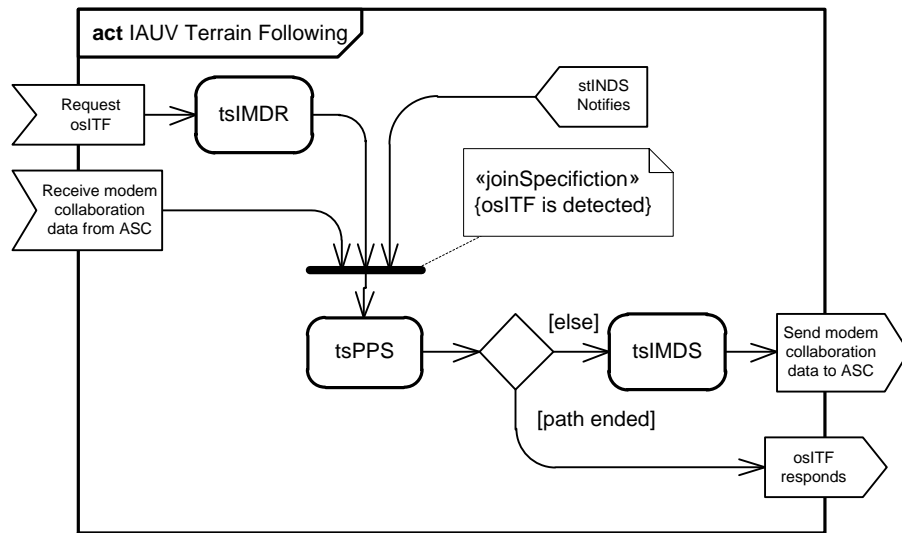 act IAUV Terrain Following
Request
osITF
tsIMDR
stINDS
Notifies
Receive modem
collaboration
data from ASC
«joinSpecifiction»
{osITF is detected}
tsPPS
[else]
tsIMDS
Send modem
collaboration
data to ASC
[path ended]
osITF
responds